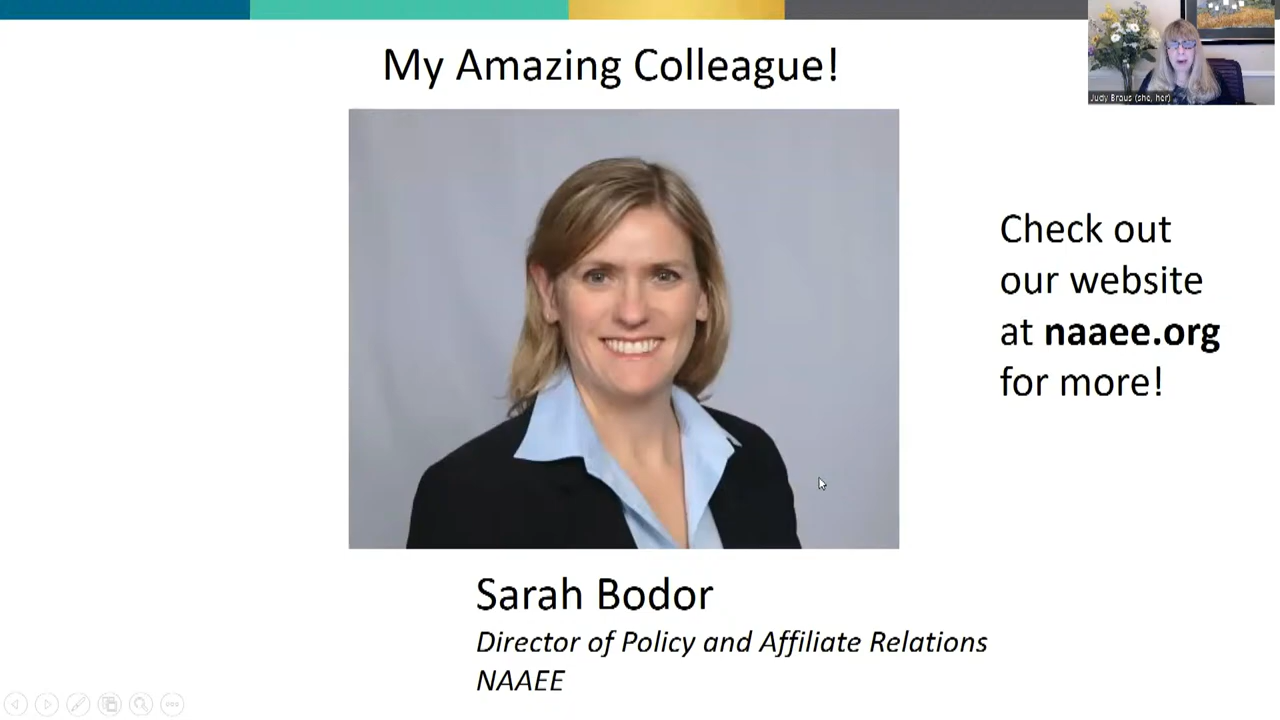 My Amazing Colleague!
Judy Braus (she, her)
Check out
our website
at naaee.org
for more!
Sarah Bodor
Director of Policy and Affiliate Relations
NAAEE